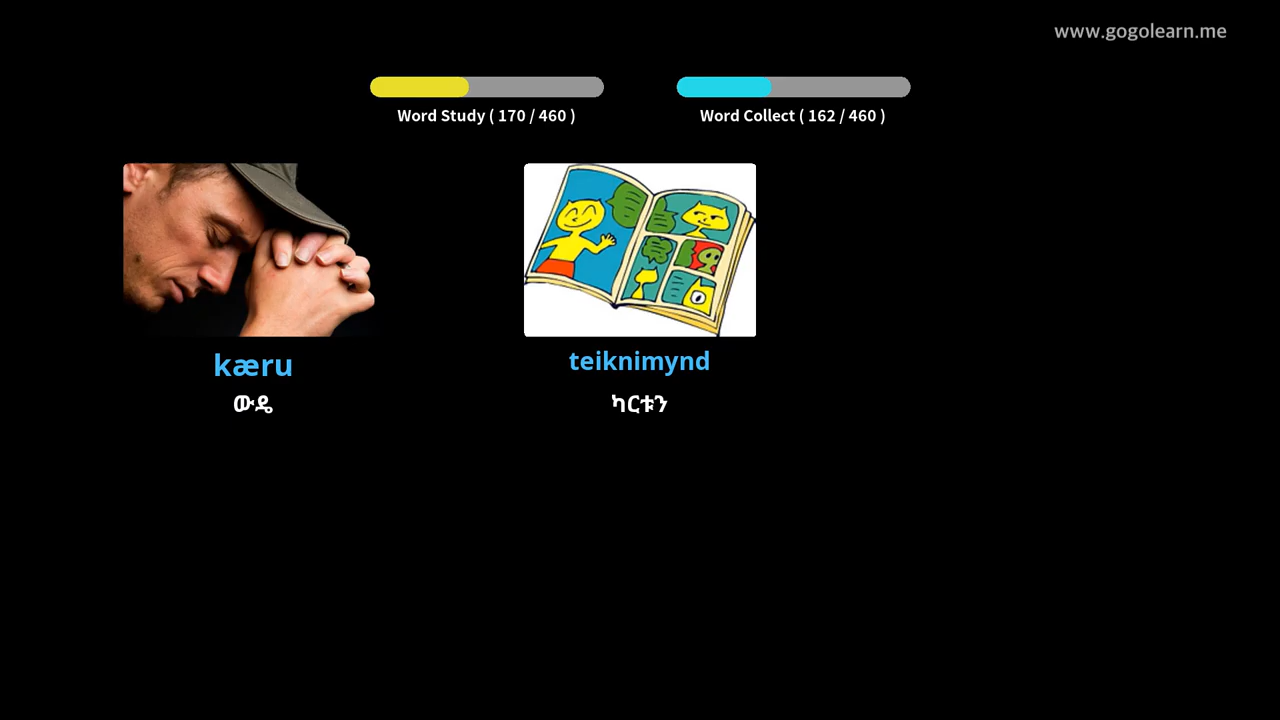 www.gogolearn.me
Word Study ( 170 / 460 )
Word Collect ( 162 / 460 )
kæru
ውዴ
teiknimynd
ካርቱን